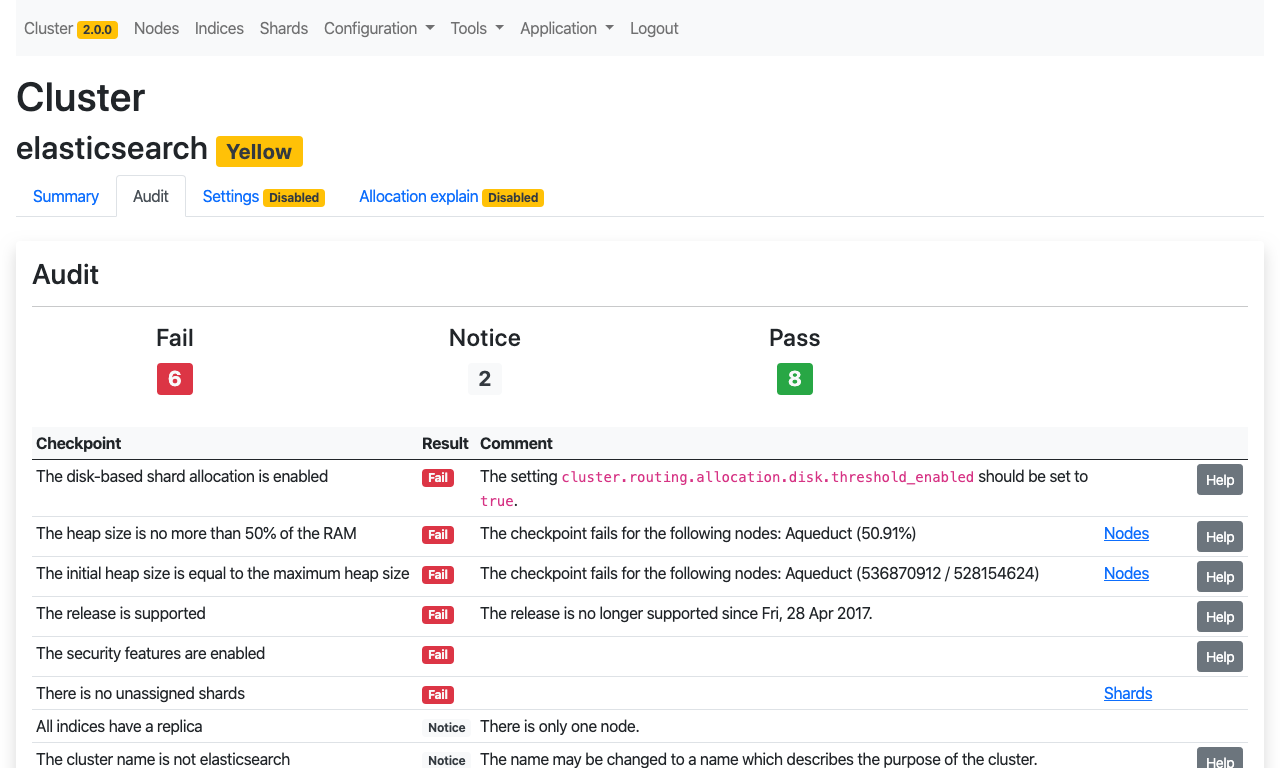 Cluster 2.0.0 Nodes Indices Shards Configuration Tools Application Logout
Cluster
elasticsearch Yellow
Summary Audit Settings Disabled Allocation explain Disabled
Audit
Fail Notice Pass
6 2 8
Checkpoint Result Comment
The disk-based shard allocation is enabled Fail The setting cluster.routing.allocation.disk.threshold_enabled should be set to Help
true.
The heap size is no more than 50% of the RAM Fail The checkpoint fails for the following nodes: Aqueduct (50.91%) Nodes Help
The initial heap size is equal to the maximum heap size Fail The checkpoint fails for the following nodes: Aqueduct (536870912 / 528154624) Nodes Help
The release is supported Fail The release is no longer supported since Fri, 28 Apr 2017. Help
The security features are enabled Fail Help
There is no unassigned shards Fail Shards
All indices have a replica Notice There is only one node.
The cluster name is not elasticsearch Notice The name may be changed to a name which describes the purpose of the cluster. Help